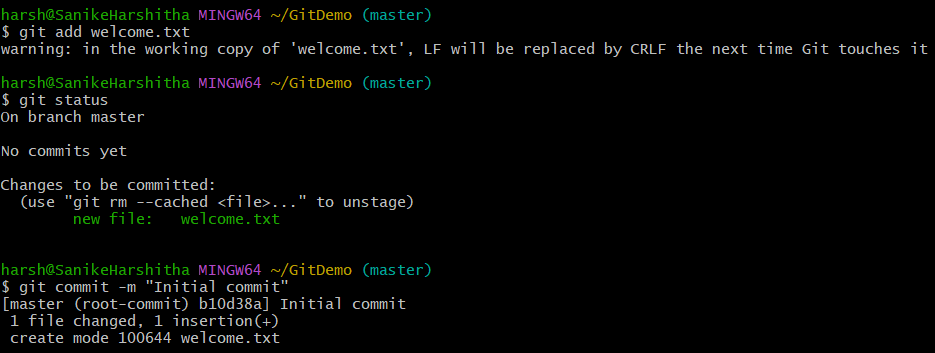 harsh@SanikeHarshitha MINGW64 ~/GitDemo (master)
$ git add welcome.txt
warning: in the working copy of 'welcome.txt', LF will be replaced by CRLF the next time Git touches it
harsh@SanikeHarshitha MINGW64 ~/GitDemo (master)
$ git status
On branch master
No commits yet
Changes to be committed:
  (use "git rm --cached <file>..." to unstage)
        new file:   welcome.txt
harsh@SanikeHarshitha MINGW64 ~/GitDemo (master)
$ git commit -m "Initial commit"
[master (root-commit) b10d38a] Initial commit
 1 file changed, 1 insertion(+)
 create mode 100644 welcome.txt